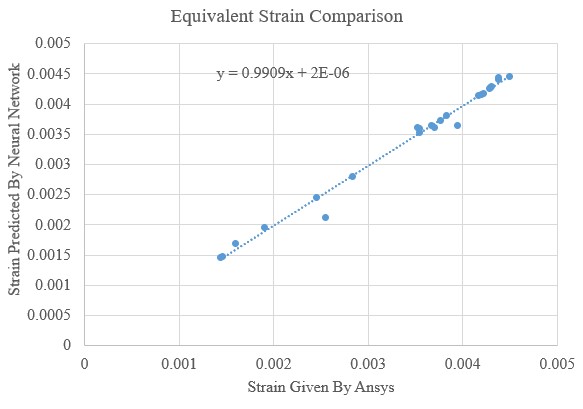 Equivalent Strain Comparison
y = 0.9909x + 2E-06
Strain Predicted By Neural Network
0.005
0.0045
0.004
0.0035
0.003
0.0025
0.002
0.0015
0.001
0.0005
0
0 0.001 0.002 0.003 0.004 0.005
Strain Given By Ansys